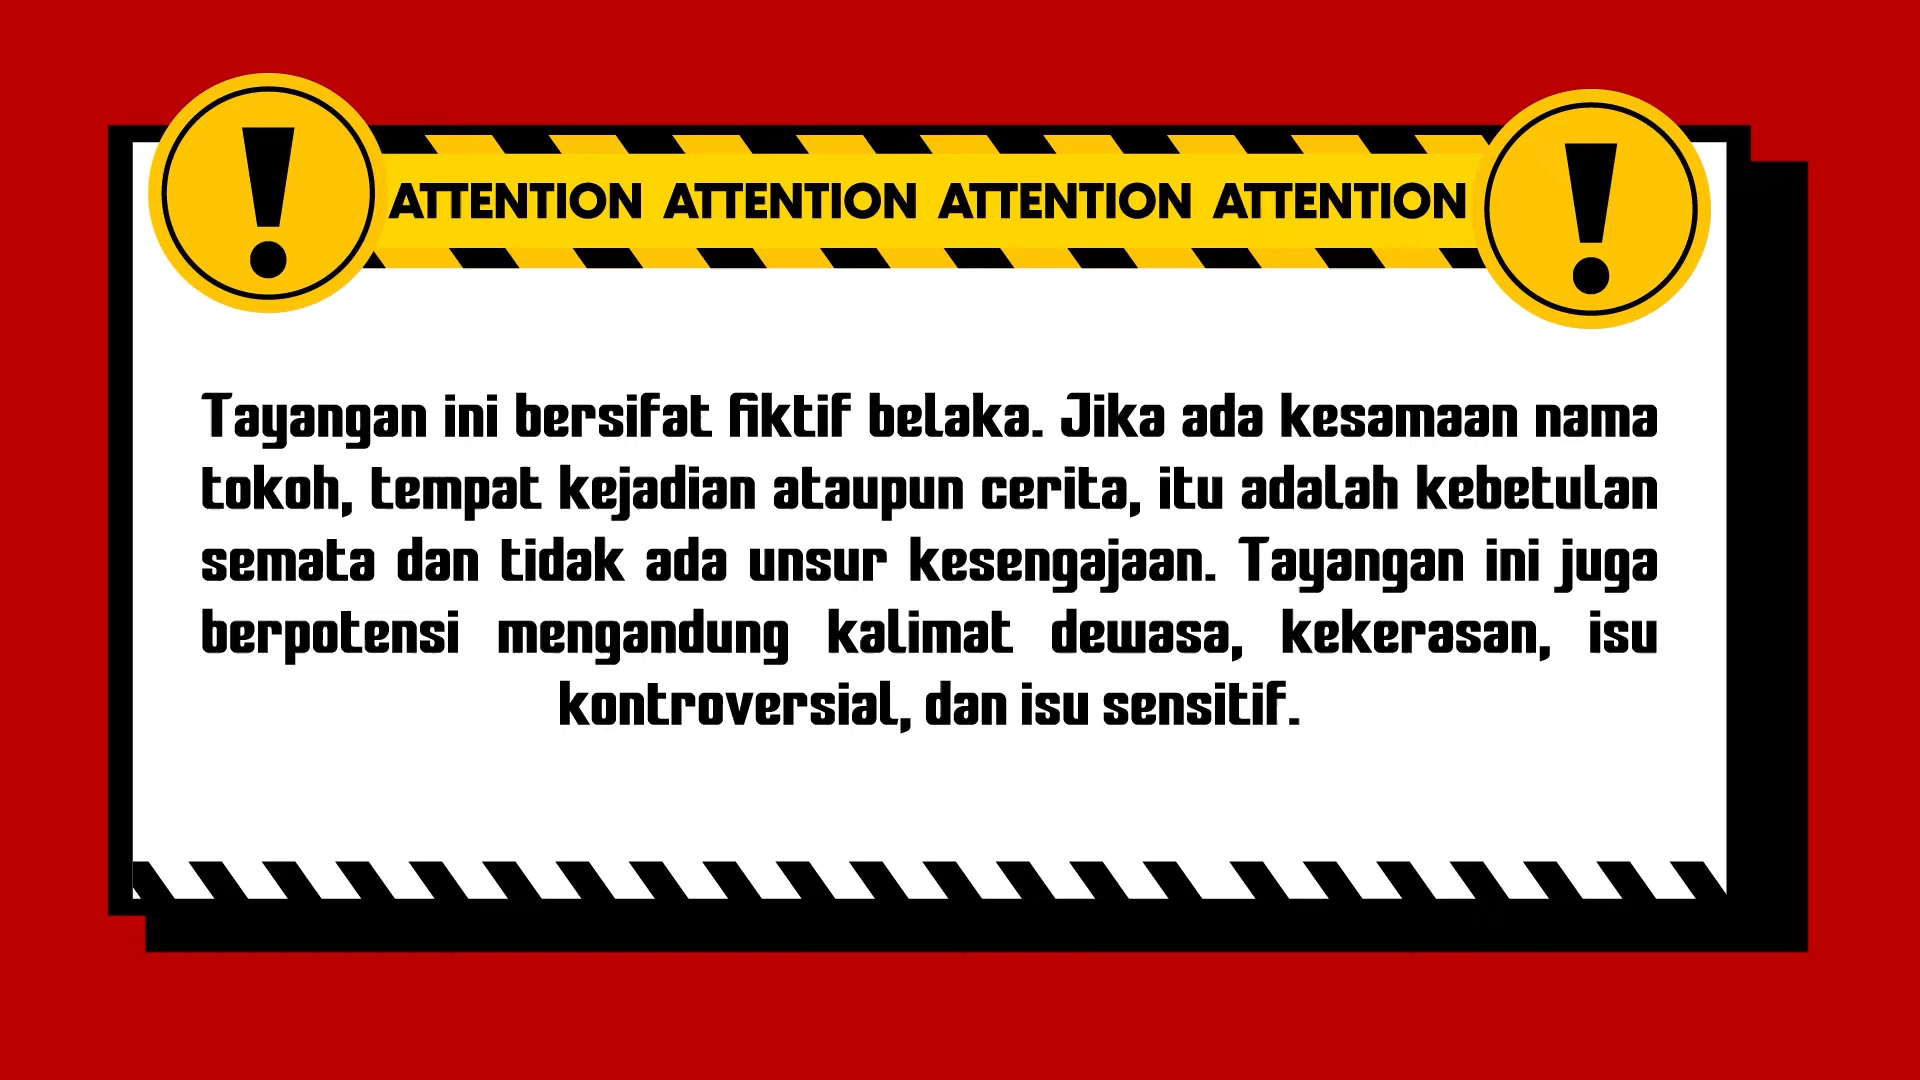 ! ATTENTION ATTENTION ATTENTION ATTENTION !
Tayangan ini bersifat fiktif belaka. Jika ada kesamaan nama
tokoh, tempat kejadian ataupun cerita, itu adalah kebetulan
semata dan tidak ada unsur kesengajaan. Tayangan ini juga
berpotensi mengandung kalimat dewasa, kekerasan, isu
kontroversial, dan isu sensitif.